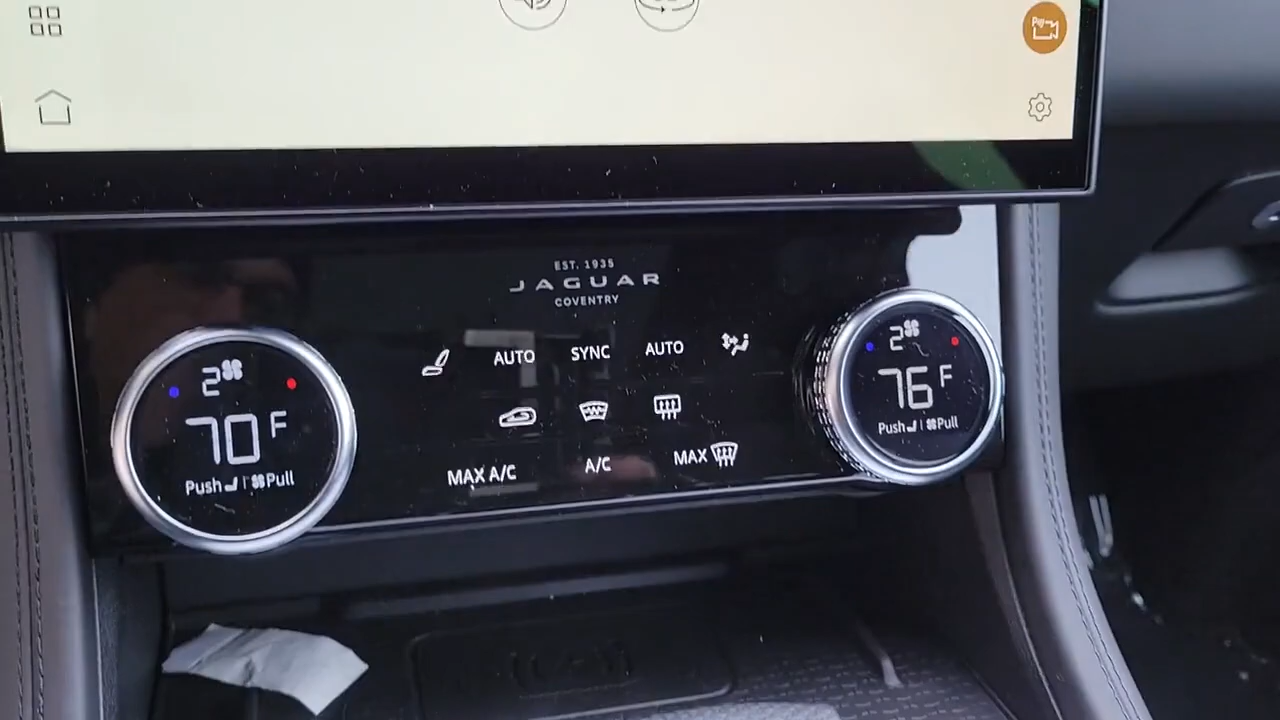 EST. 1935
JAGUAR
COVENTRY
AUTO SYNC AUTO
MAX A/C A/C MAX
2
70 F
Push Pull
2
76 F
Push Pull